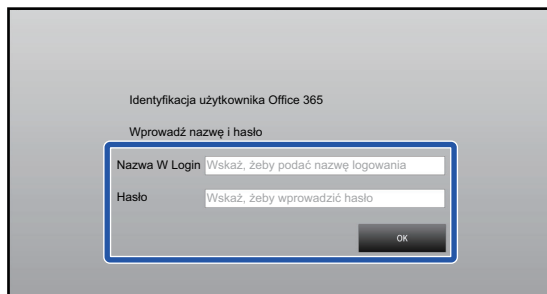 Identyfikacja użytkownika Office 365
Wprowadź nazwę i hasło
Nazwa W Login Wskaż, żeby podać nazwę logowania
Hasło Wskaż, żeby wprowadzić hasło
OK